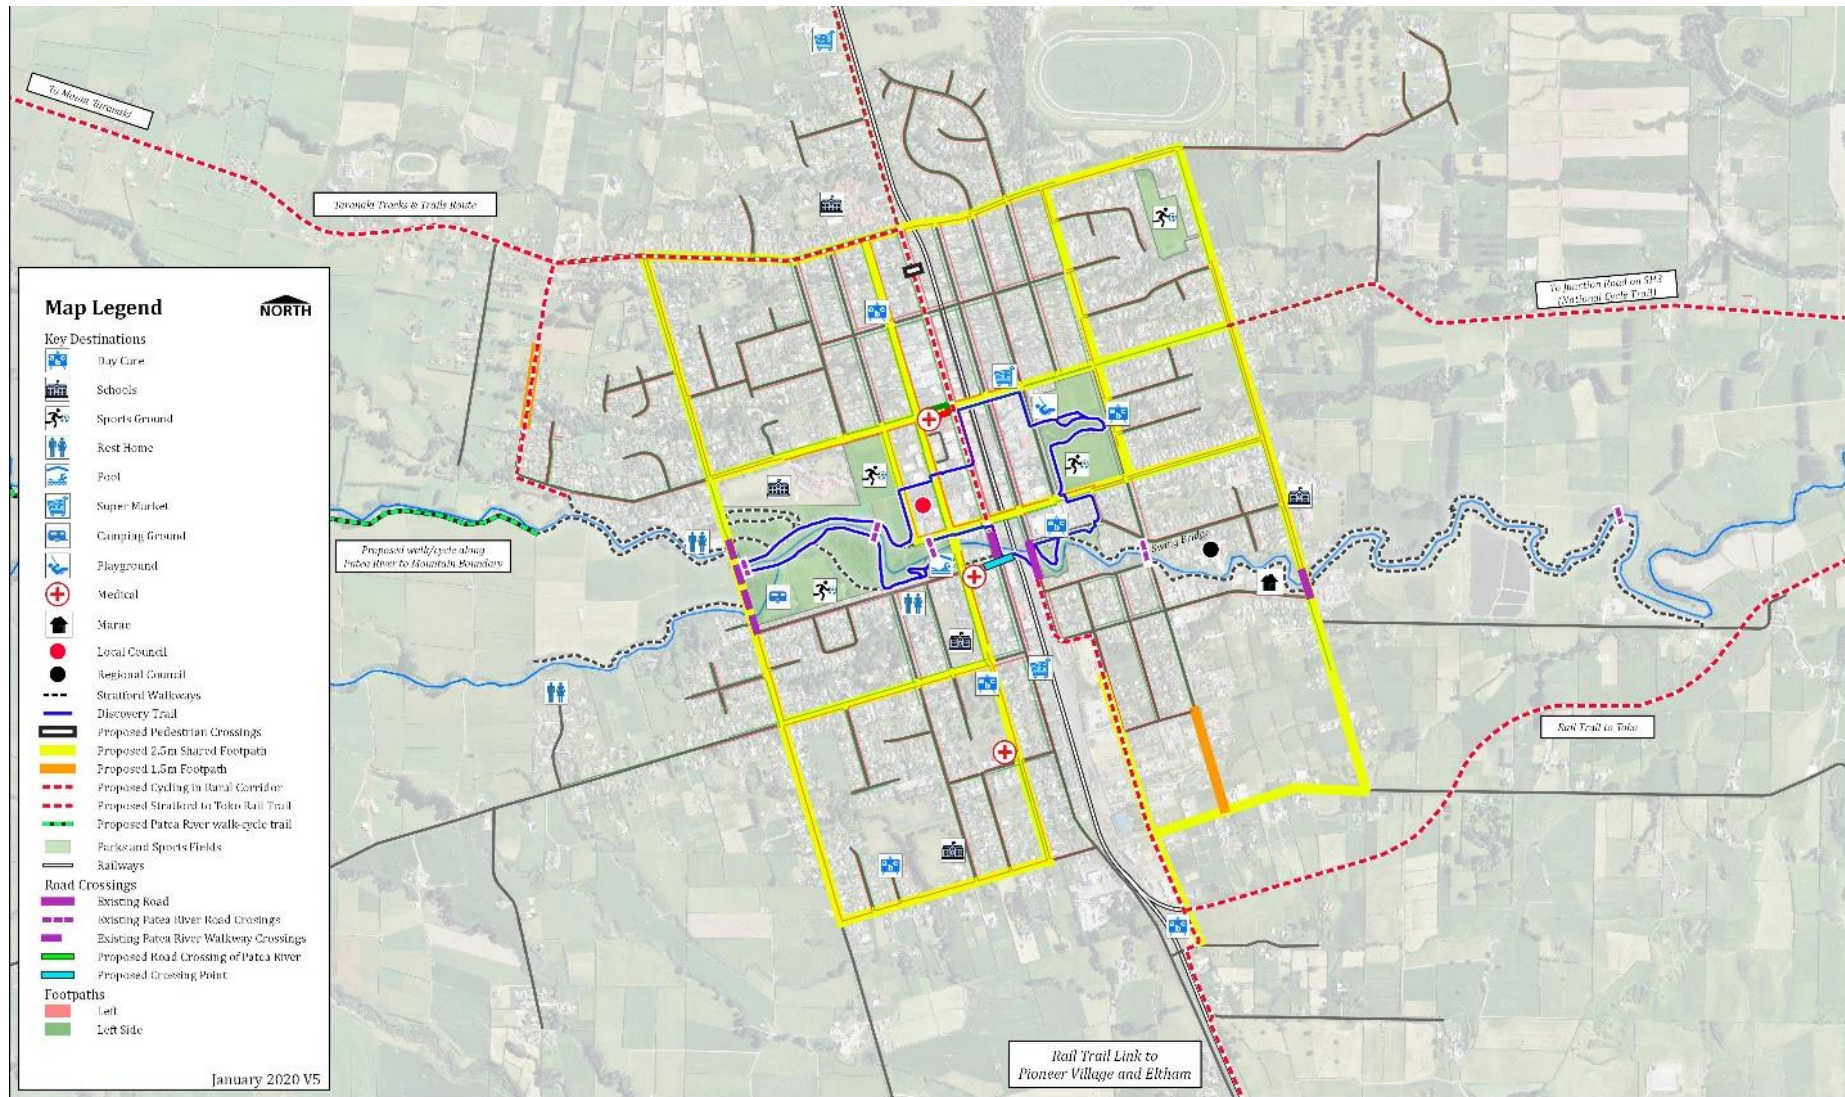 To Mount Taranaki
Taranaki Tracks & Trails Route
To Junction Road on SH3
(National Cycle Trail)
Map Legend
NORTH
Key Destinations
Day Care
Schools
Sports Ground
Rest Home
Pool
Super Market
Camping Ground
Playground
Medical
Marae
Local Council
Regional Council
Stratford Walkways
Discovery Trail
Proposed Pedestrian Crossings
Proposed 2.5m Shared Footpath
Proposed 1.5m Footpath
Proposed Cycling in Rural Corridor
Proposed Stratford to Toko Rail Trail
Proposed Patea River walk-cycle trail
Parks and Sports Fields
Railways
Road Crossings
Existing Road
Existing Patea River Road Crosings
Existing Patea River Walkway Crossings
Proposed Road Crossing of Patea River
Proposed Crossing Point
Footpaths
Left
Left Side
January 2020 V5
Proposed walk/cycle along
Patea River to Mountain Boundary
Swing Bridge
Rail Trail to Toko
Rail Trail Link to
Pioneer Village and Eltham